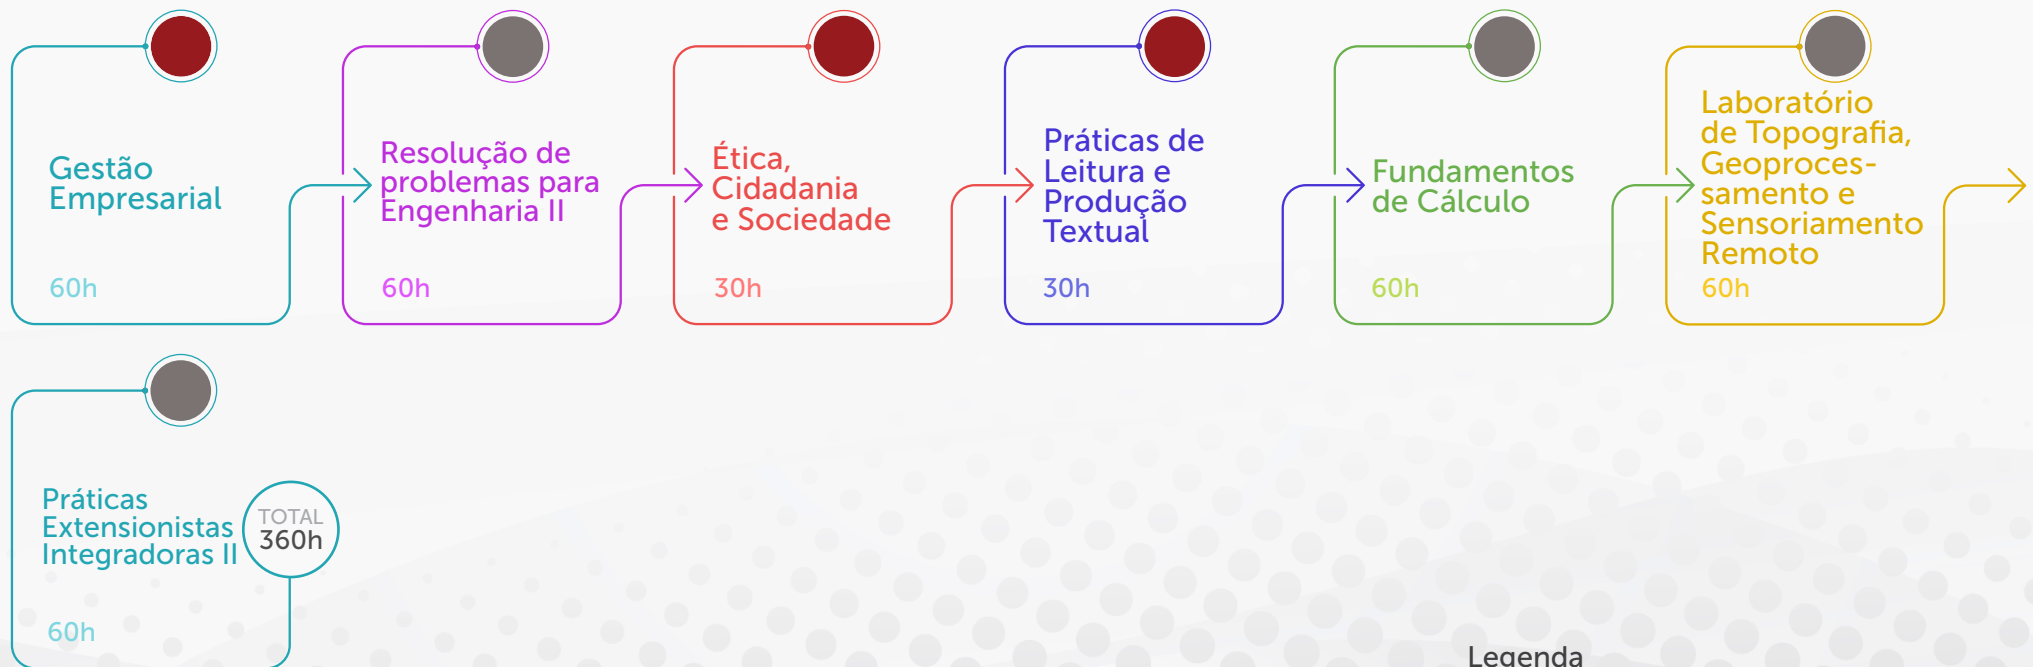 Gestão
Empresarial
60h
Resolução de
problemas para
Engenharia II
60h
Ética,
Cidadania
e Sociedade
30h
Práticas de
Leitura e
Produção
Textual
30h
Fundamentos
de Cálculo
60h
Laboratório
de Topografia,
Geoproces-
samento e
Sensoriamento
Remoto
60h
Práticas
Extensionistas
Integradoras II
60h
TOTAL
360h
Legenda